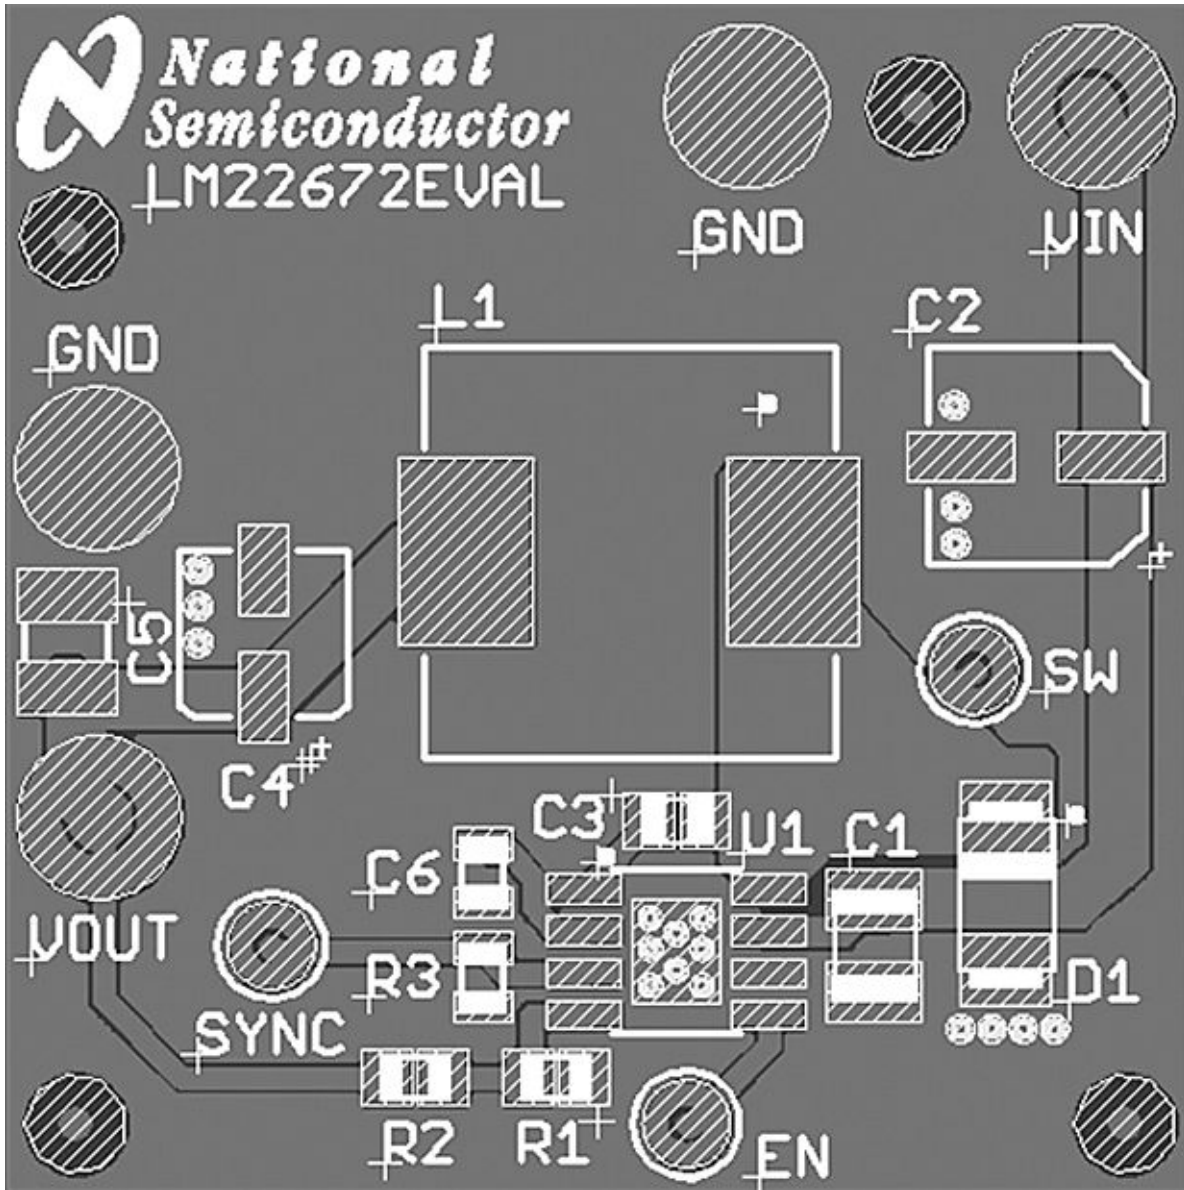 National
Semiconductor
LM22672EVAL
GND
VIN
L1
C2
GND
+
C5
SW
C4
+
C3
U1
C1
C6
VOUT
R3
D1
SYNC
R2
R1
EN